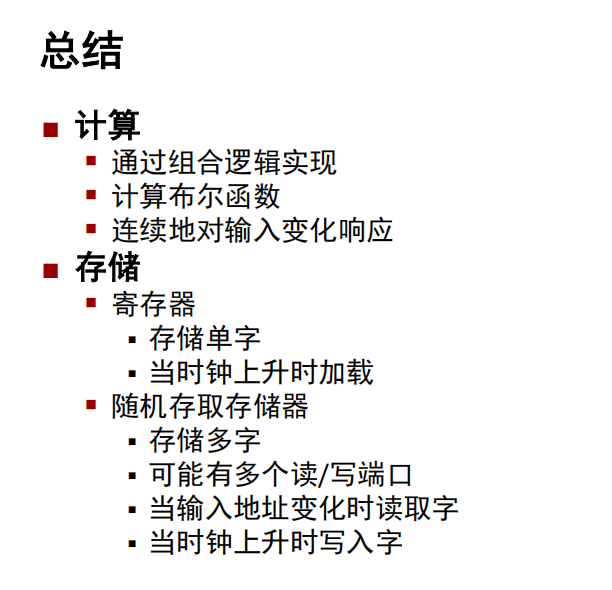 总结
计算
通过组合逻辑实现
计算布尔函数
连续地对输入变化响应
存储
寄存器
存储单字
当时钟上升时加载
随机存取存储器
存储多字
可能有多个读/写端口
当输入地址变化时读取字
当时钟上升时写入字